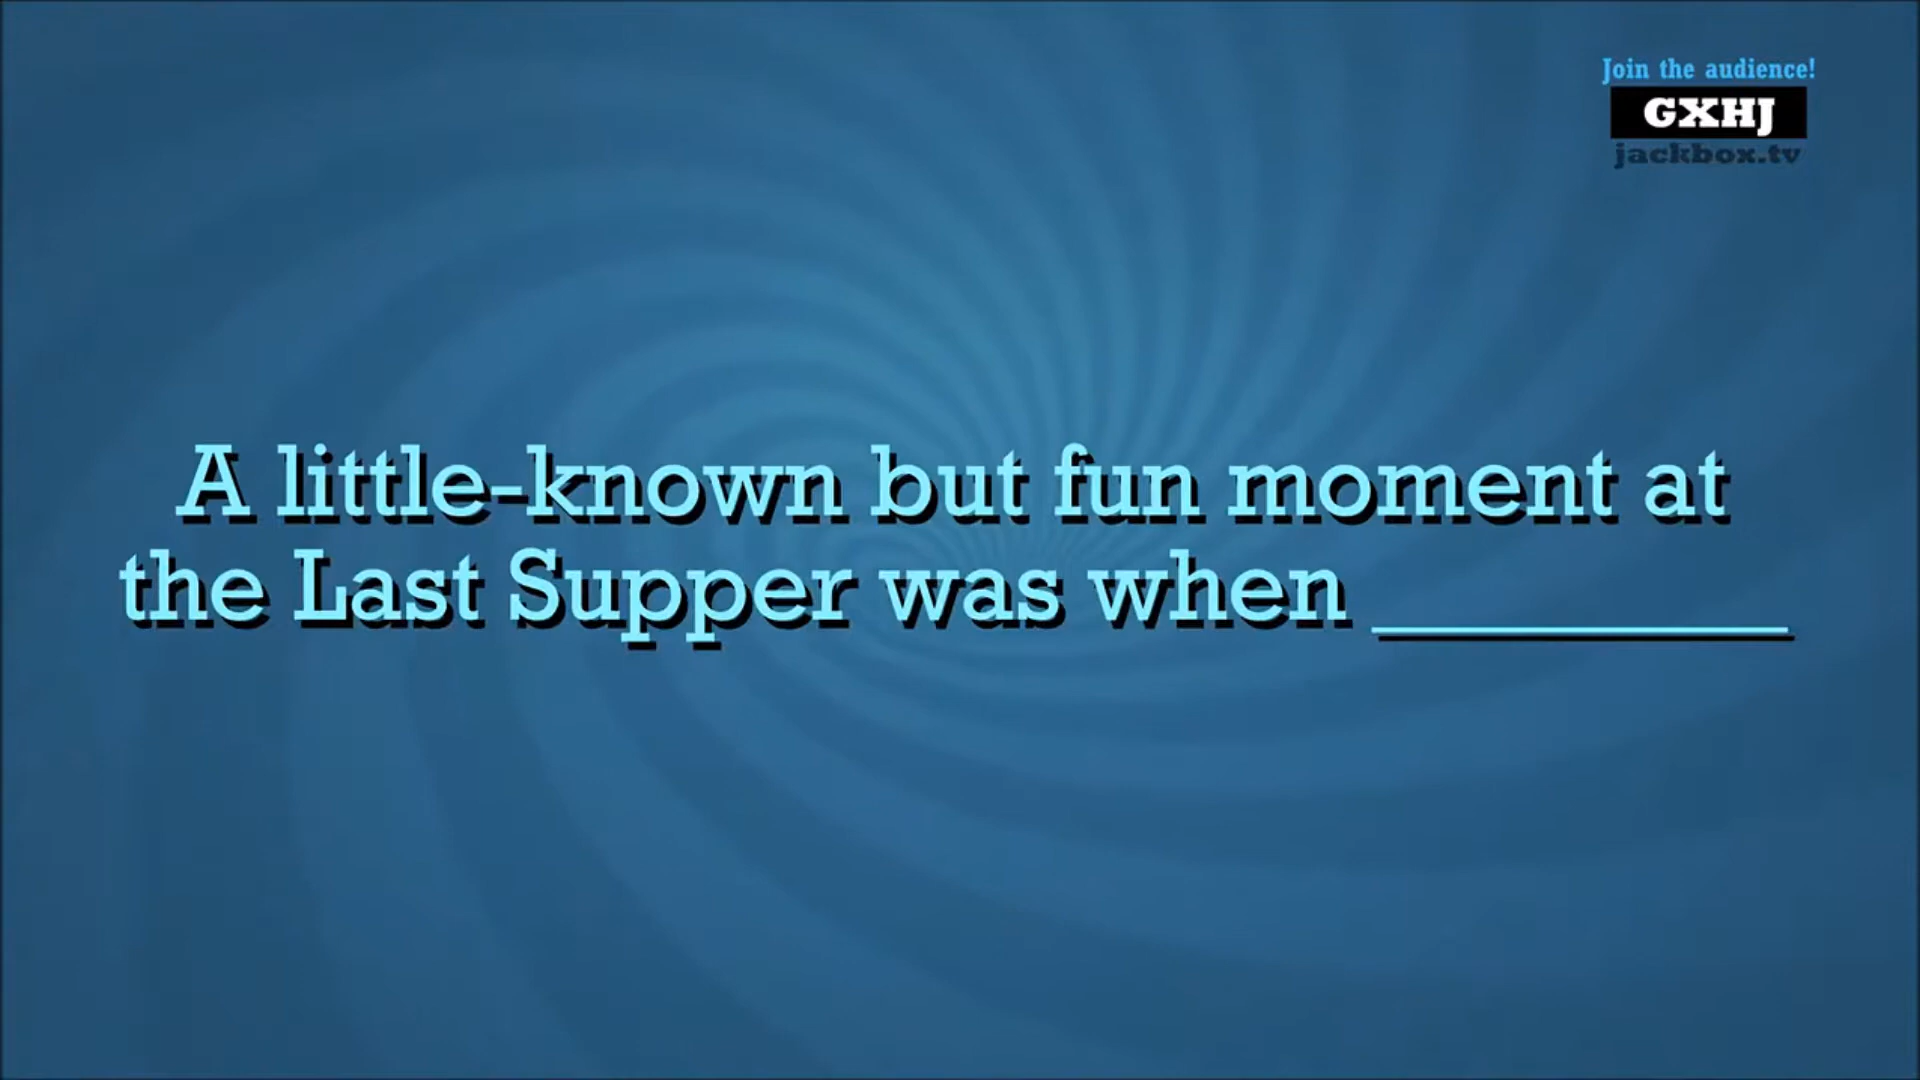 Join the audience!
GXHJ
jackbox.tv
A little-known but fun moment at
the Last Supper was when ________